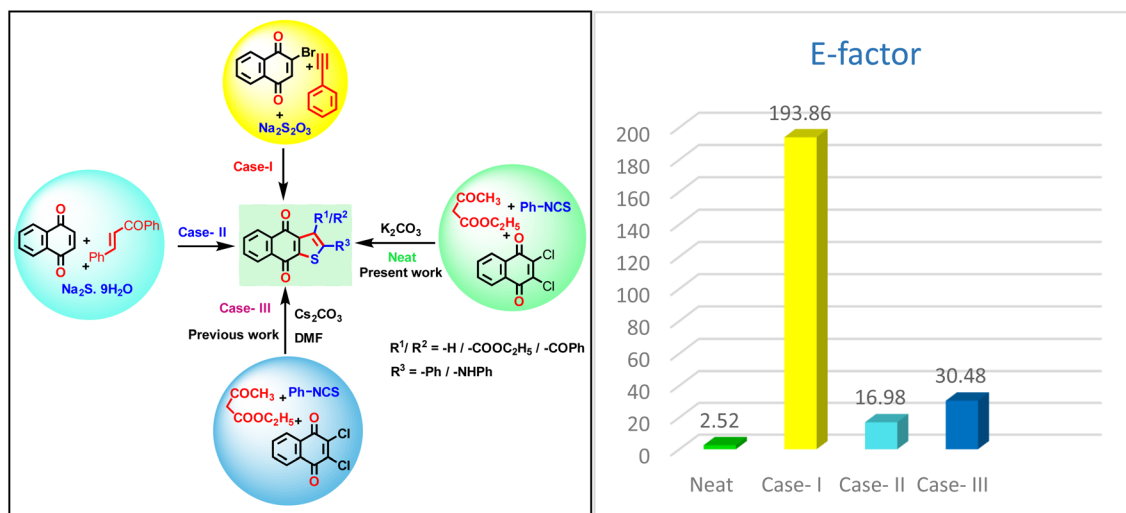 O
Br
+
O
+
Na₂S₂O₃
Case-I
O
COPh
+
Ph
+
O
Na₂S. 9H₂O
Case- II
O
R¹/R²
R³
S
O
K₂CO₃
Neat
Present work
COCH₃
+ Ph-NCS
COOC₂H₅
+
O
Cl
Cl
O
Case- III
Previous work
Cs₂CO₃
DMF
R¹/ R² = -H / -COOC₂H₅ / -COPh
R³ = -Ph / -NHPh
COCH₃
+ Ph-NCS
COOC₂H₅+
O
Cl
Cl
O
E-factor
200
180
160
140
120
100
80
60
40
20
0
2.52
193.86
16.98
30.48
Neat
Case- I
Case- II
Case- III